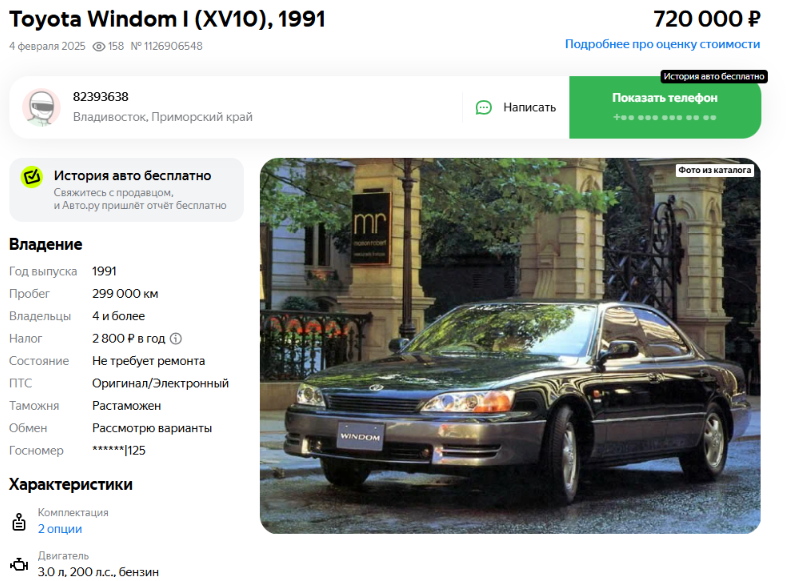 Toyota Windom I (XV10), 1991
720 000 ₽
4 февраля 2025 158 № 1126906548
Подробнее про оценку стоимости
История авто бесплатно
82393638
Владивосток, Приморский край
Написать
Показать телефон
+•• ••• ••• •• ••
История авто бесплатно
Свяжитесь с продавцом,
и Авто.ру пришлёт отчёт бесплатно
Фото из каталога
mr
WINDOM
Владение
Год выпуска 1991
Пробег 299 000 км
Владельцы 4 и более
Налог 2 800 ₽ в год
Состояние Не требует ремонта
ПТС Оригинал/Электронный
Таможня Растаможен
Обмен Рассмотрю варианты
Госномер ******|125
Характеристики
Комплектация
2 опции
Двигатель
3.0 л, 200 л.с., бензин